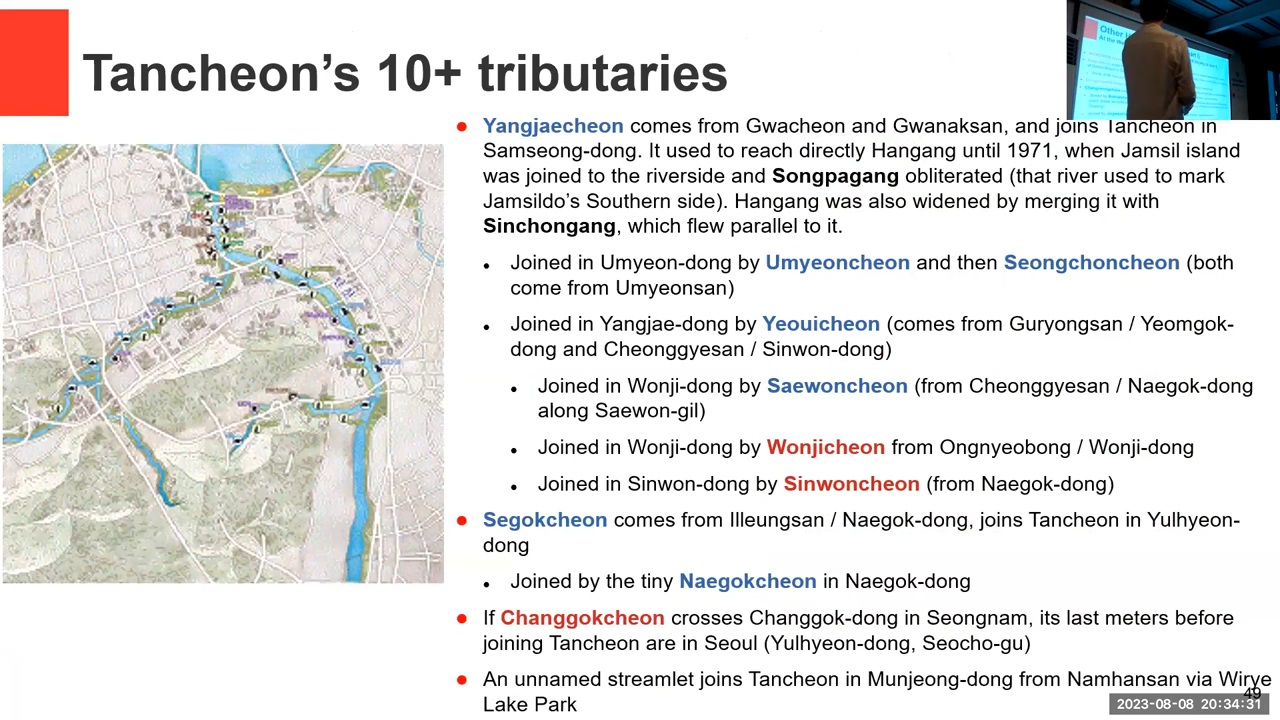 Tancheon's 10+ tributaries
Yangjaecheon comes from Gwacheon and Gwanaksan, and joins Tancheon in
Samseong-dong. It used to reach directly Hangang until 1971, when Jamsil island
was joined to the riverside and Songpagang obliterated (that river used to mark
Jamsildo's Southern side). Hangang was also widened by merging it with
Sinchongang, which flew parallel to it.
Joined in Umyeon-dong by Umyeoncheon and then Seongchoncheon (both
come from Umyeonsan)
Joined in Yangjae-dong by Yeouicheon (comes from Guryongsan / Yeomgok-
dong and Cheonggyesan / Sinwon-dong)
Joined in Wonji-dong by Saewoncheon (from Cheonggyesan / Naegok-dong
along Saewon-gil)
Joined in Wonji-dong by Wonjicheon from Ongnyeobong / Wonji-dong
Joined in Sinwon-dong by Sinwoncheon (from Naegok-dong)
Segokcheon comes from Illeungsan / Naegok-dong, joins Tancheon in Yulhyeon-
dong
Joined by the tiny Naegokcheon in Naegok-dong
If Changgokcheon crosses Changgok-dong in Seongnam, its last meters before
joining Tancheon are in Seoul (Yulhyeon-dong, Seocho-gu)
An unnamed streamlet joins Tancheon in Munjeong-dong from Namhansan via Wirye
Lake Park
49
2023-08-08 20:34:31